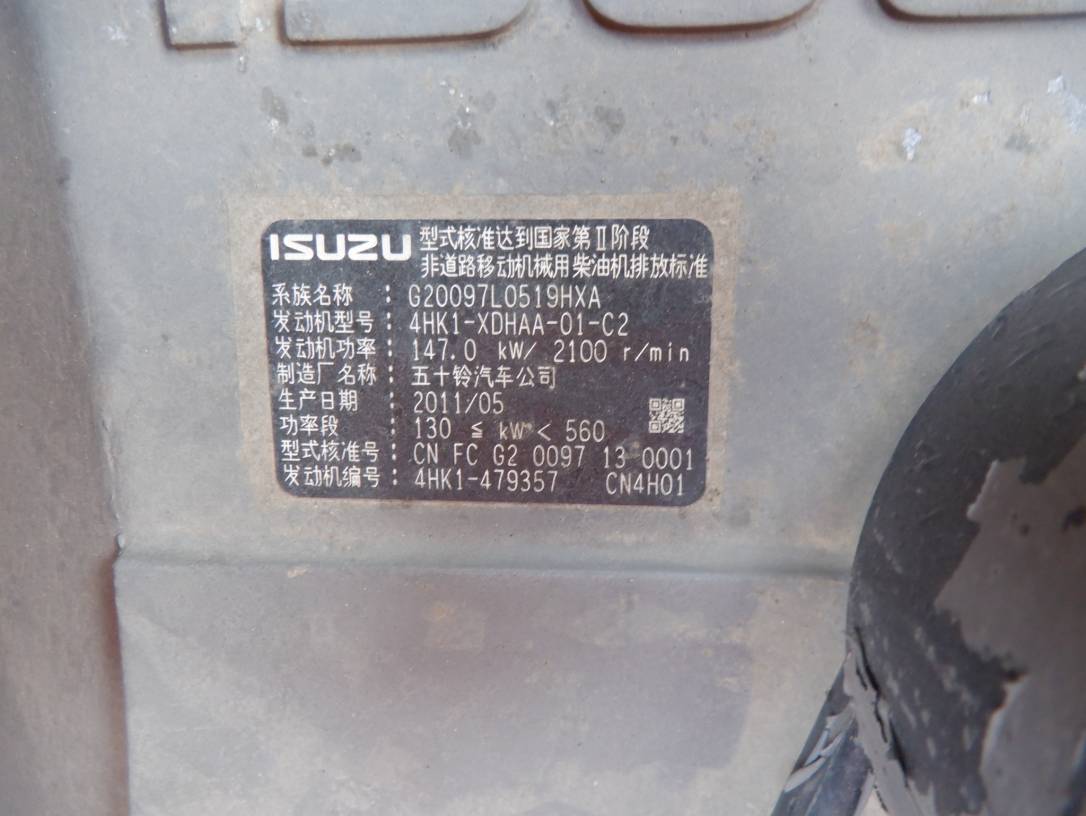 ISUZU 型式核准达到国家第Ⅱ阶段
非道路移动机械用柴油机排放标准
系族名称 : G20097L0519HXA
发动机型号 : 4HK1-XDHAA-01-C2
发动机功率 : 147.0 kW/ 2100 r/min
制造厂名称 : 五十铃汽车公司
生产日期 : 2011/05
功率段 : 130 ≦ kW < 560
型式核准号 : CN FC G2 0097 13 0001
发动机编号 : 4HK1-479357 CN4H01